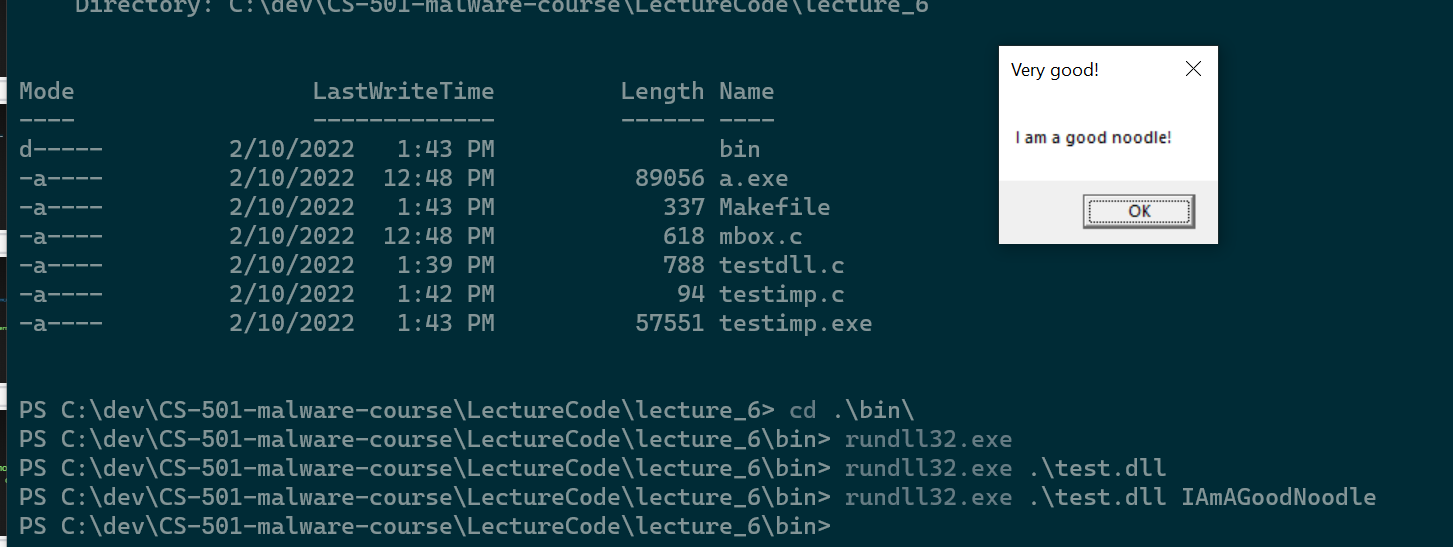 Directory: C:\dev\CS-501-malware-course\LectureCode\lecture_6
Mode LastWriteTime Length Name
---- ------------- ------ ----
d----- 2/10/2022 1:43 PM bin
-a---- 2/10/2022 12:48 PM 89056 a.exe
-a---- 2/10/2022 1:43 PM 337 Makefile
-a---- 2/10/2022 12:48 PM 618 mbox.c
-a---- 2/10/2022 1:39 PM 788 testdll.c
-a---- 2/10/2022 1:42 PM 94 testimp.c
-a---- 2/10/2022 1:43 PM 57551 testimp.exe
PS C:\dev\CS-501-malware-course\LectureCode\lecture_6> cd .\bin\
PS C:\dev\CS-501-malware-course\LectureCode\lecture_6\bin> rundll32.exe
PS C:\dev\CS-501-malware-course\LectureCode\lecture_6\bin> rundll32.exe .\test.dll
PS C:\dev\CS-501-malware-course\LectureCode\lecture_6\bin> rundll32.exe .\test.dll IAmAGoodNoodle
PS C:\dev\CS-501-malware-course\LectureCode\lecture_6\bin>
Very good!
I am a good noodle!
OK